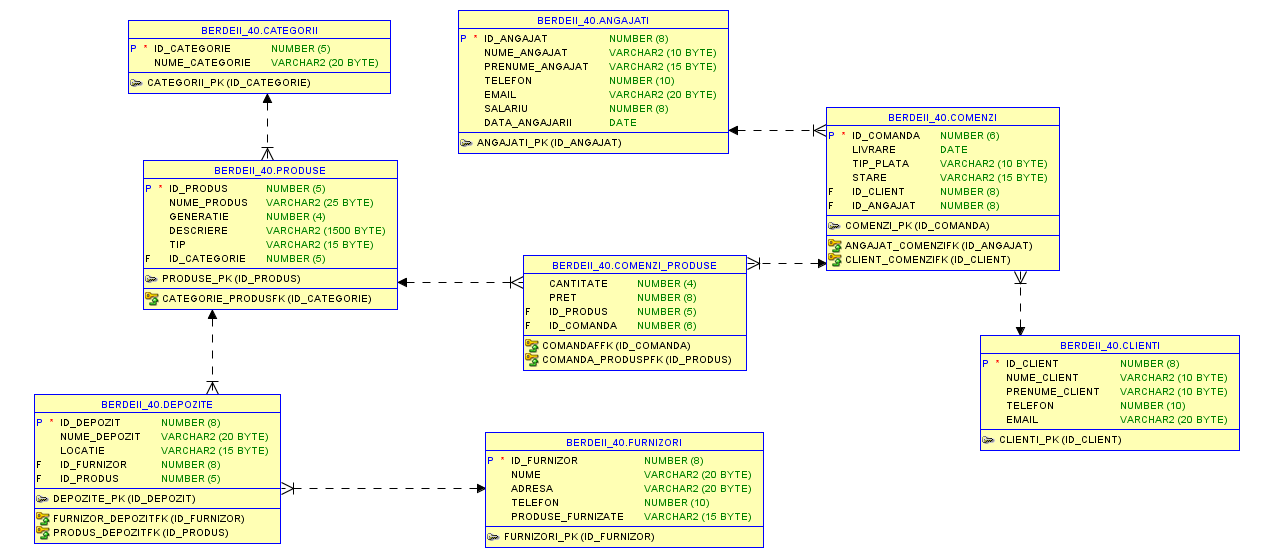 BERDEII_40.CATEGORII
P * ID_CATEGORIE NUMBER (5)
NUME_CATEGORIE VARCHAR2 (20 BYTE)
CATEGORII_PK (ID_CATEGORIE)
BERDEII_40.ANGAJATI
P * ID_ANGAJAT NUMBER (8)
NUME_ANGAJAT VARCHAR2 (10 BYTE)
PRENUME_ANGAJAT VARCHAR2 (15 BYTE)
TELEFON NUMBER (10)
EMAIL VARCHAR2 (20 BYTE)
SALARIU NUMBER (8)
DATA_ANGAJARII DATE
ANGAJATI_PK (ID_ANGAJAT)
BERDEII_40.COMENZI
P * ID_COMANDA NUMBER (6)
LIVRARE DATE
TIP_PLATA VARCHAR2 (10 BYTE)
STARE VARCHAR2 (15 BYTE)
F ID_CLIENT NUMBER (8)
F ID_ANGAJAT NUMBER (8)
COMENZI_PK (ID_COMANDA)
ANGAJAT_COMENZIFK (ID_ANGAJAT)
CLIENT_COMENZIFK (ID_CLIENT)
BERDEII_40.PRODUSE
P * ID_PRODUS NUMBER (5)
NUME_PRODUS VARCHAR2 (25 BYTE)
GENERATIE NUMBER (4)
DESCRIERE VARCHAR2 (1500 BYTE)
TIP VARCHAR2 (15 BYTE)
F ID_CATEGORIE NUMBER (5)
PRODUSE_PK (ID_PRODUS)
CATEGORIE_PRODUSFK (ID_CATEGORIE)
BERDEII_40.COMENZI_PRODUSE
CANTITATE NUMBER (4)
PRET NUMBER (8)
F ID_PRODUS NUMBER (5)
F ID_COMANDA NUMBER (6)
COMANDAFFK (ID_COMANDA)
COMANDA_PRODUSPFK (ID_PRODUS)
BERDEII_40.CLIENTI
P * ID_CLIENT NUMBER (8)
NUME_CLIENT VARCHAR2 (10 BYTE)
PRENUME_CLIENT VARCHAR2 (10 BYTE)
TELEFON NUMBER (10)
EMAIL VARCHAR2 (20 BYTE)
CLIENTI_PK (ID_CLIENT)
BERDEII_40.DEPOZITE
P * ID_DEPOZIT NUMBER (8)
NUME_DEPOZIT VARCHAR2 (20 BYTE)
LOCATIE VARCHAR2 (15 BYTE)
F ID_FURNIZOR NUMBER (8)
F ID_PRODUS NUMBER (5)
DEPOZITE_PK (ID_DEPOZIT)
FURNIZOR_DEPOZITFK (ID_FURNIZOR)
PRODUS_DEPOZITFK (ID_PRODUS)
BERDEII_40.FURNIZORI
P * ID_FURNIZOR NUMBER (8)
NUME VARCHAR2 (20 BYTE)
ADRESA VARCHAR2 (20 BYTE)
TELEFON NUMBER (10)
PRODUSE_FURNIZATE VARCHAR2 (15 BYTE)
FURNIZORI_PK (ID_FURNIZOR)